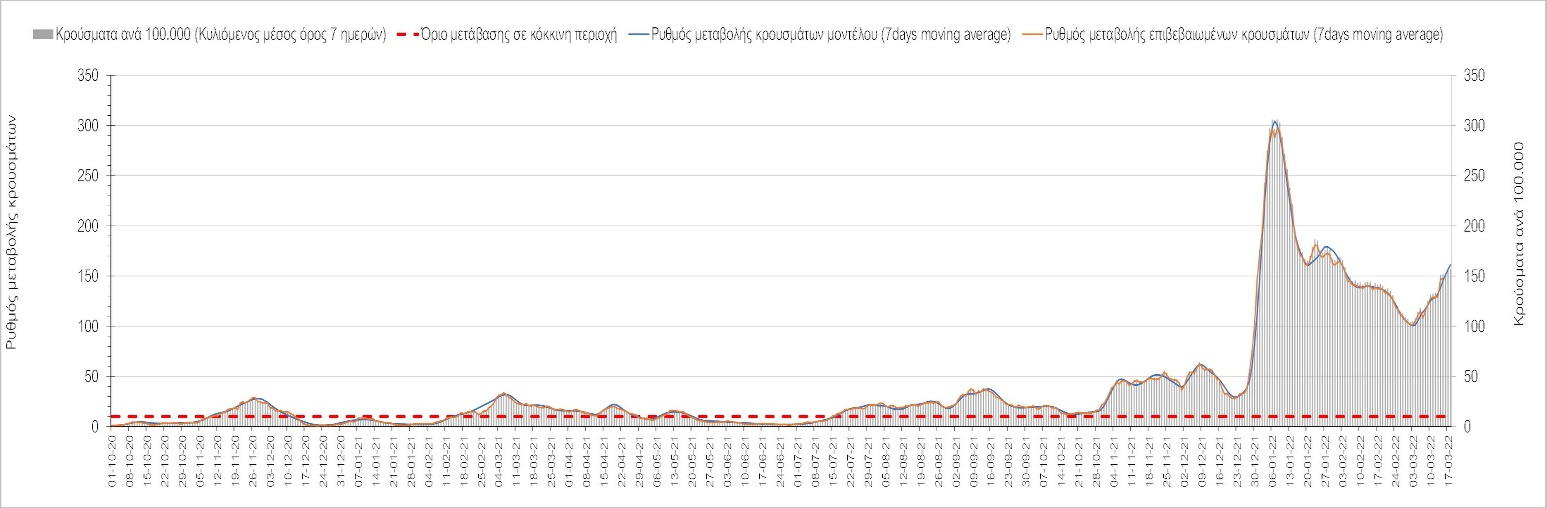 Κρούσματα ανά 100.000 (Κυλιόμενος μέσος όρος 7 ημερών) Όριο μετάβασης σε κόκκινη περιοχή Ρυθμός μεταβολής κρουσμάτων μοντέλου (7days moving average) Ρυθμός μεταβολής επιβεβαιωμένων κρουσμάτων (7days moving average)
Ρυθμός μεταβολής κρουσμάτων
350 350
300 300
250 250
200 200
150 150
100 100
50 50
0 0
Κρούσματα ανά 100.000
01-10-20 08-10-20 15-10-20 22-10-20 29-10-20 05-11-20 12-11-20 19-11-20 26-11-20 03-12-20 10-12-20 17-12-20 24-12-20 31-12-20 07-01-21 14-01-21 21-01-21 28-01-21 04-02-21 11-02-21 18-02-21 25-02-21 04-03-21 11-03-21 18-03-21 25-03-21 01-04-21 08-04-21 15-04-21 22-04-21 29-04-21 06-05-21 13-05-21 20-05-21 27-05-21 03-06-21 10-06-21 17-06-21 24-06-21 01-07-21 08-07-21 15-07-21 22-07-21 29-07-21 05-08-21 12-08-21 19-08-21 26-08-21 02-09-21 09-09-21 16-09-21 23-09-21 30-09-21 07-10-21 14-10-21 21-10-21 28-10-21 04-11-21 11-11-21 18-11-21 25-11-21 02-12-21 09-12-21 16-12-21 23-12-21 30-12-21 06-01-22 13-01-22 20-01-22 27-01-22 03-02-22 10-02-22 17-02-22 24-02-22 03-03-22 10-03-22 17-03-22